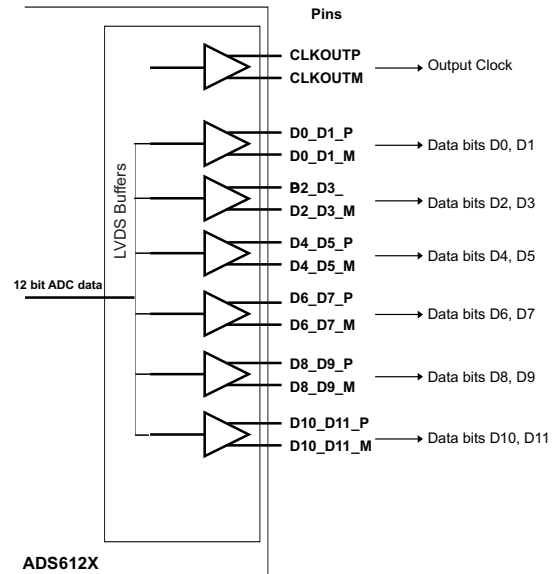 Pins
CLKOUTP
CLKOUTM
Output Clock
LVDS Buffers
D0_D1_P
D0_D1_M
Data bits D0, D1
D2_D3_
D2_D3_M
Data bits D2, D3
D4_D5_P
D4_D5_M
Data bits D4, D5
12 bit ADC data
D6_D7_P
D6_D7_M
Data bits D6, D7
D8_D9_P
D8_D9_M
Data bits D8, D9
D10_D11_P
D10_D11_M
Data bits D10, D11
ADS612X